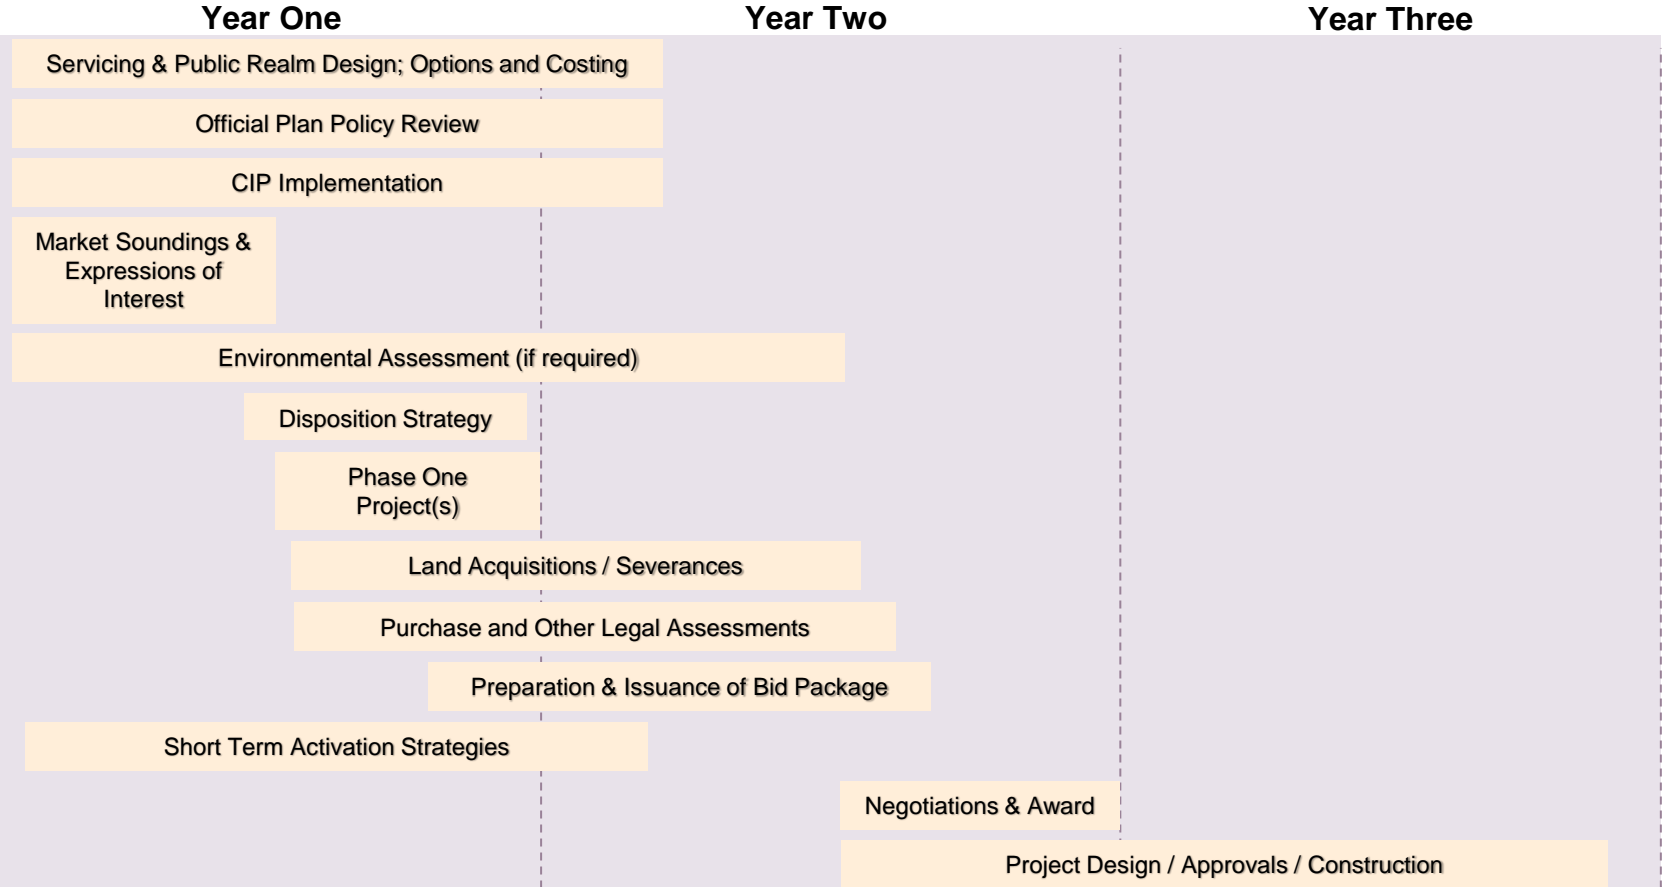 Year One
Year Two
Year Three
Servicing & Public Realm Design; Options and Costing
Official Plan Policy Review
CIP Implementation
Market Soundings &
Expressions of
Interest
Environmental Assessment (if required)
Disposition Strategy
Phase One
Project(s)
Land Acquisitions / Severances
Purchase and Other Legal Assessments
Preparation & Issuance of Bid Package
Short Term Activation Strategies
Negotiations & Award
Project Design / Approvals / Construction